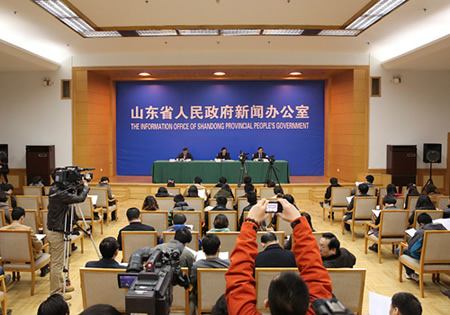 山东省人民政府新闻办公室
THE INFORMATION OFFICE OF SHANDONG PROVINCIAL PEOPLE'S GOVERNMENT